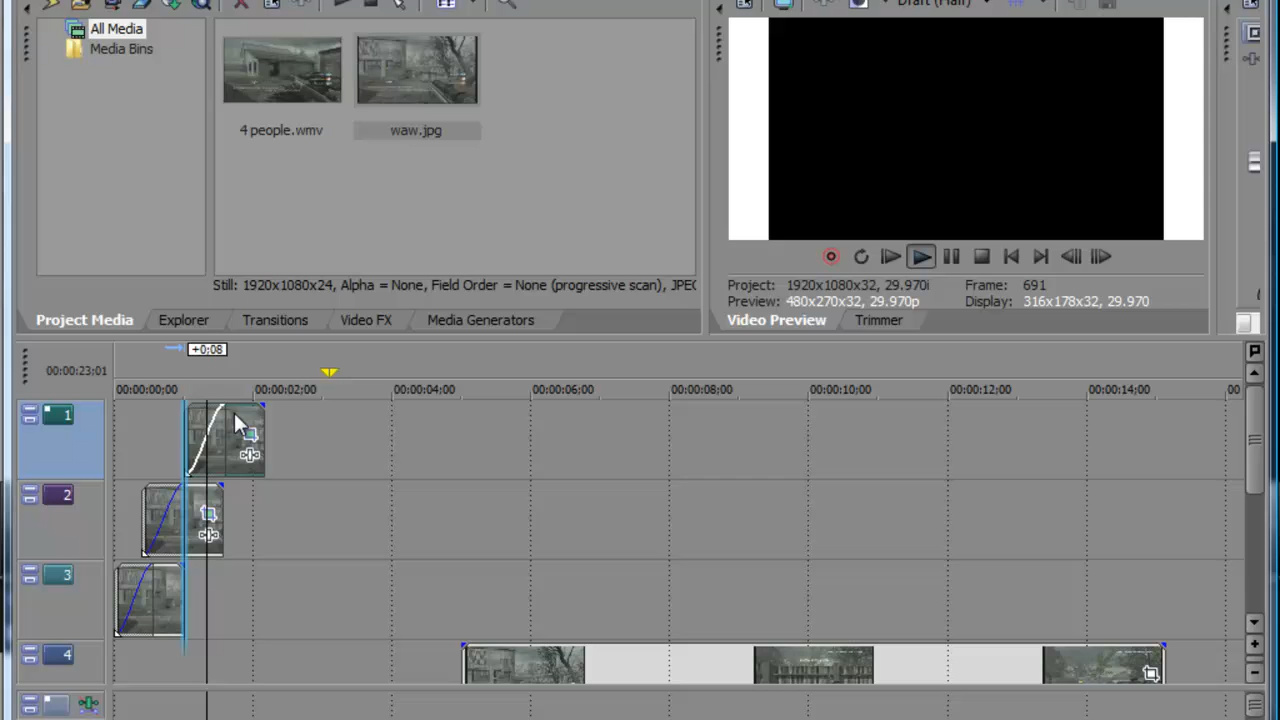 Draft (Half)
All Media
Media Bins
4 people.wmv
waw.jpg
Still: 1920x1080x24, Alpha = None, Field Order = None (progressive scan), JPEC
Project: 1920x1080x32, 29.970i
Frame: 691
Preview: 480x270x32, 29.970p
Display: 316x178x32, 29.970
Project Media
Explorer
Transitions
Video FX
Media Generators
Video Preview
Trimmer
+0;08
00:00:23;01
00:00:00;00
00:00:02;00
00:00:04;00
00:00:06;00
00:00:08;00
00:00:10;00
00:00:12;00
00:00:14;00
00
1
2
3
4